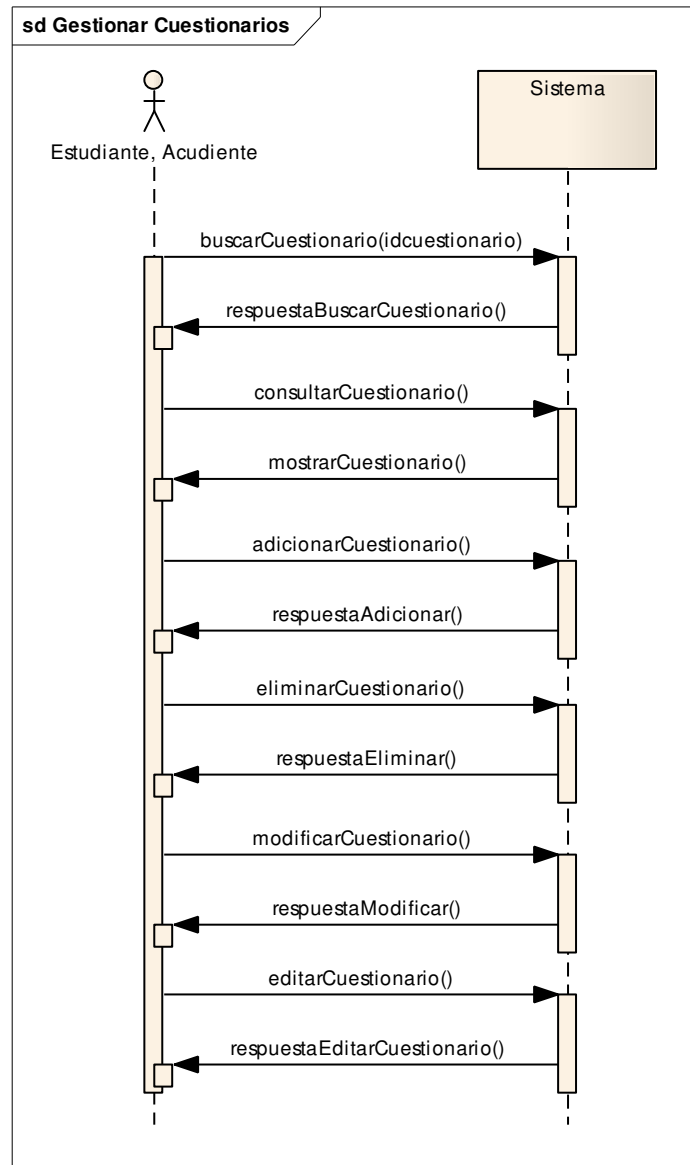 sd Gestionar Cuestionarios
Estudiante, Acudiente
Sistema
buscarCuestionario(idcuestionario)
respuestaBuscarCuestionario()
consultarCuestionario()
mostrarCuestionario()
adicionarCuestionario()
respuestaAdicionar()
eliminarCuestionario()
respuestaEliminar()
modificarCuestionario()
respuestaModificar()
editarCuestionario()
respuestaEditarCuestionario()